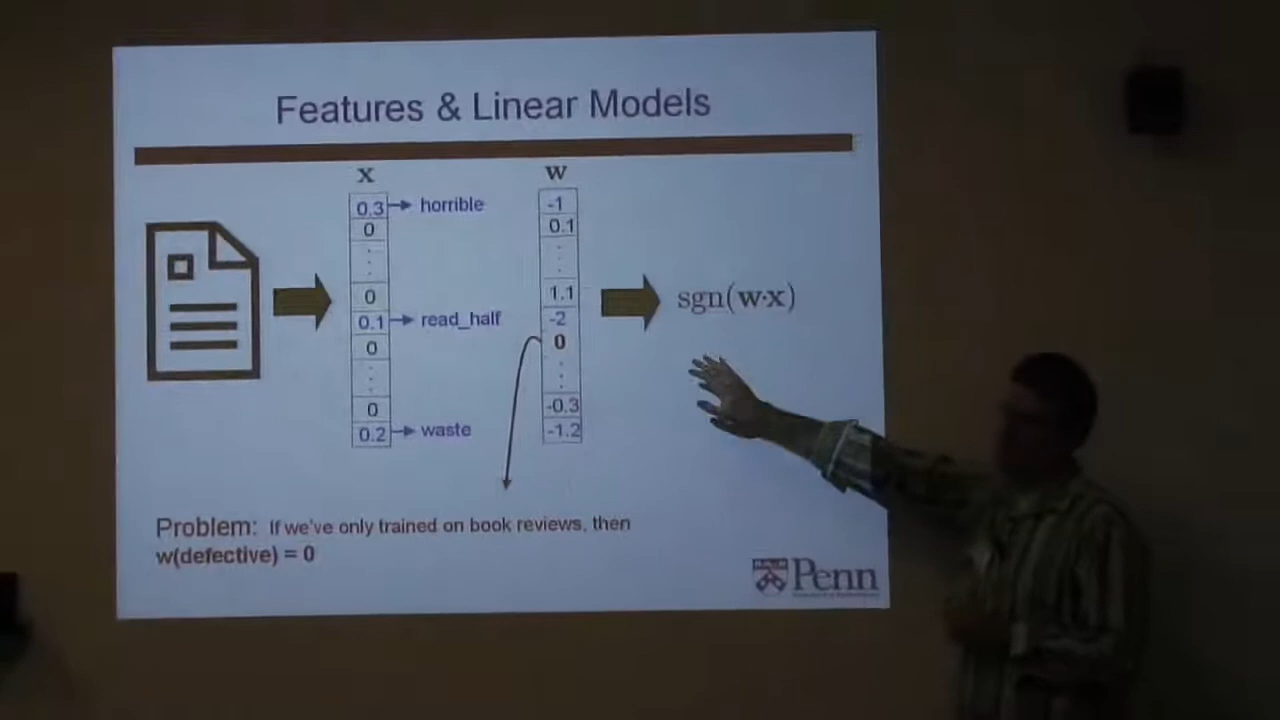 Features & Linear Models
x
w
0.3 horrible
0
0
0.1 read_half
0
0
0.2 waste
-1
0.1
1.1
-2
0
-0.3
-1.2
sgn(w·x)
Problem: If we've only trained on book reviews, then
w(defective) = 0
Penn